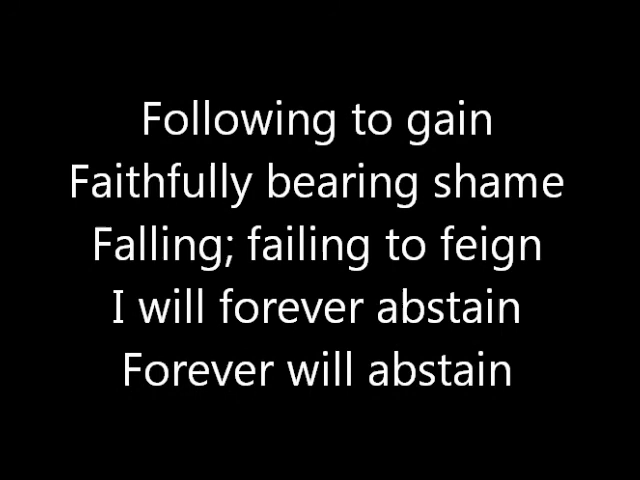 Following to gain
Faithfully bearing shame
Falling; failing to feign
I will forever abstain
Forever will abstain